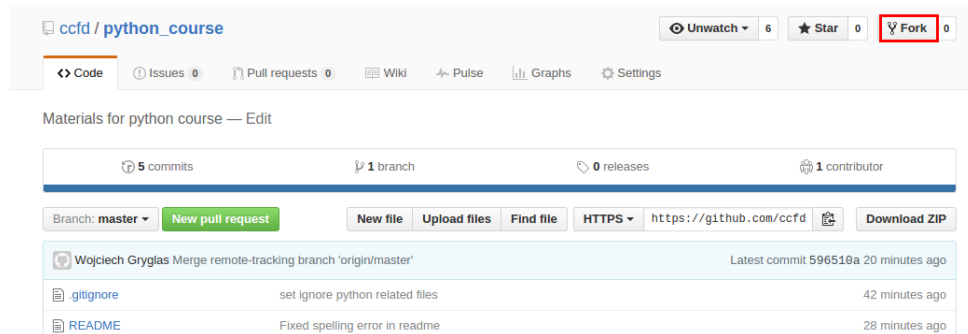 ccfd / python_course Unwatch 6 Star 0 Fork 0
Code Issues 0 Pull requests 0 Wiki Pulse Graphs Settings
Materials for python course — Edit
5 commits 1 branch 0 releases 1 contributor
Branch: master New pull request New file Upload files Find file HTTPS https://github.com/ccfd Download ZIP
Wojciech Gryglas Merge remote-tracking branch 'origin/master' Latest commit 596510a 20 minutes ago
.gitignore set ignore python related files 42 minutes ago
README Fixed spelling error in readme 28 minutes ago